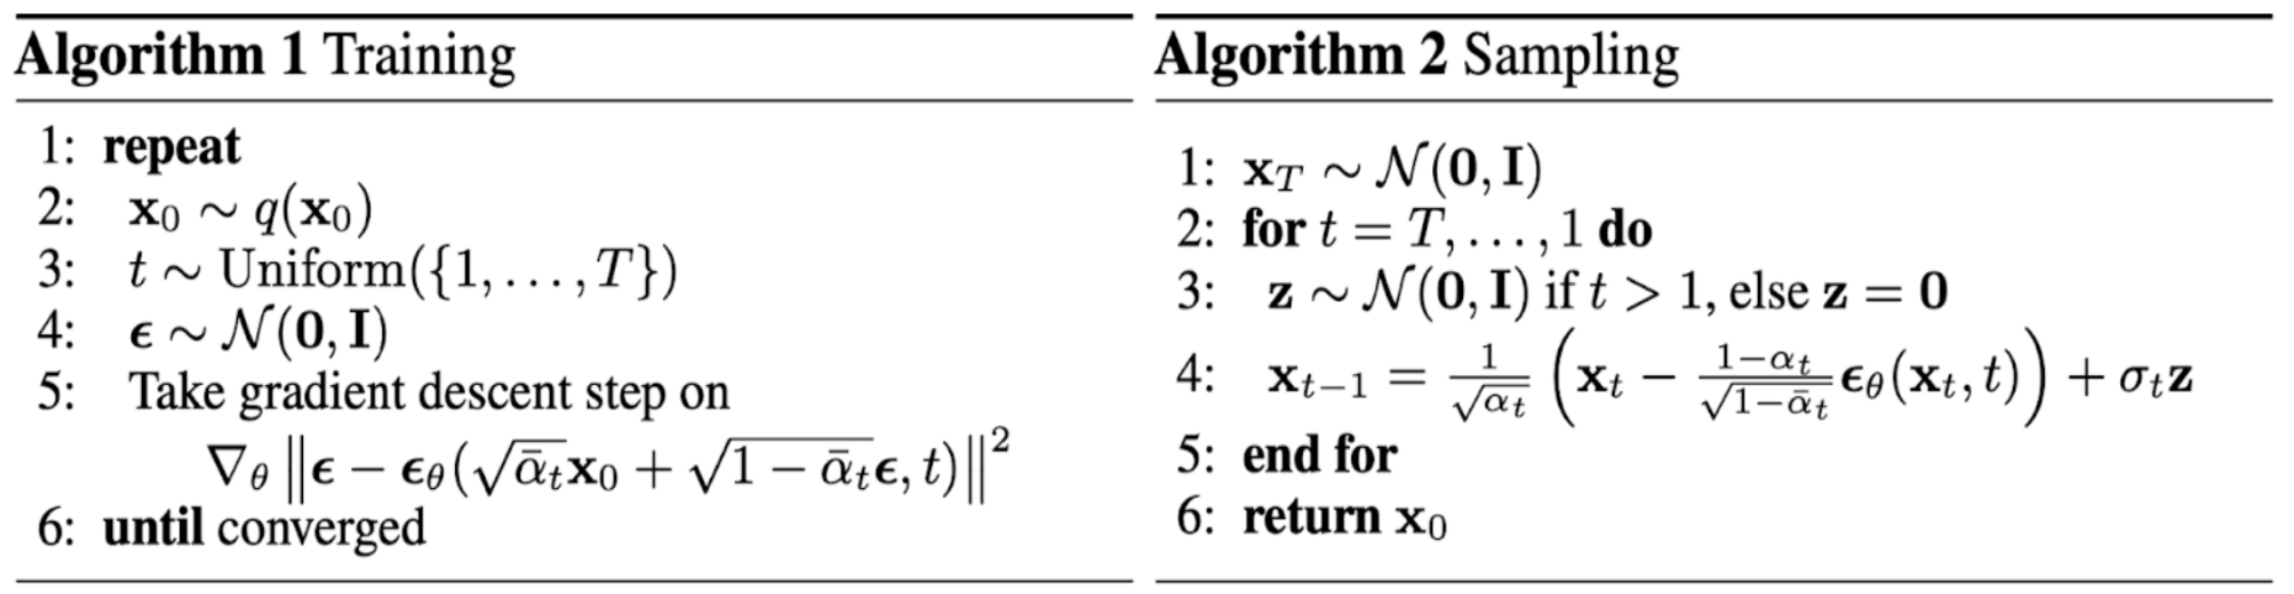 Algorithm 1 Training
1: repeat
2: x₀ ∼ q(x₀)
3: t ∼ Uniform({1, . . . , T})
4: ϵ ∼ 𝒩(0, I)
5: Take gradient descent step on
∇_θ ‖ϵ − ϵ_θ(√ᾱ_t x₀ + √(1 − ᾱ_t) ϵ, t)‖²
6: until converged
Algorithm 2 Sampling
1: x_T ∼ 𝒩(0, I)
2: for t = T, . . . , 1 do
3: z ∼ 𝒩(0, I) if t > 1, else z = 0
4: x_{t−1} = 1/√α_t (x_t − (1−α_t)/√(1−ᾱ_t) ϵ_θ(x_t, t)) + σ_t z
5: end for
6: return x₀